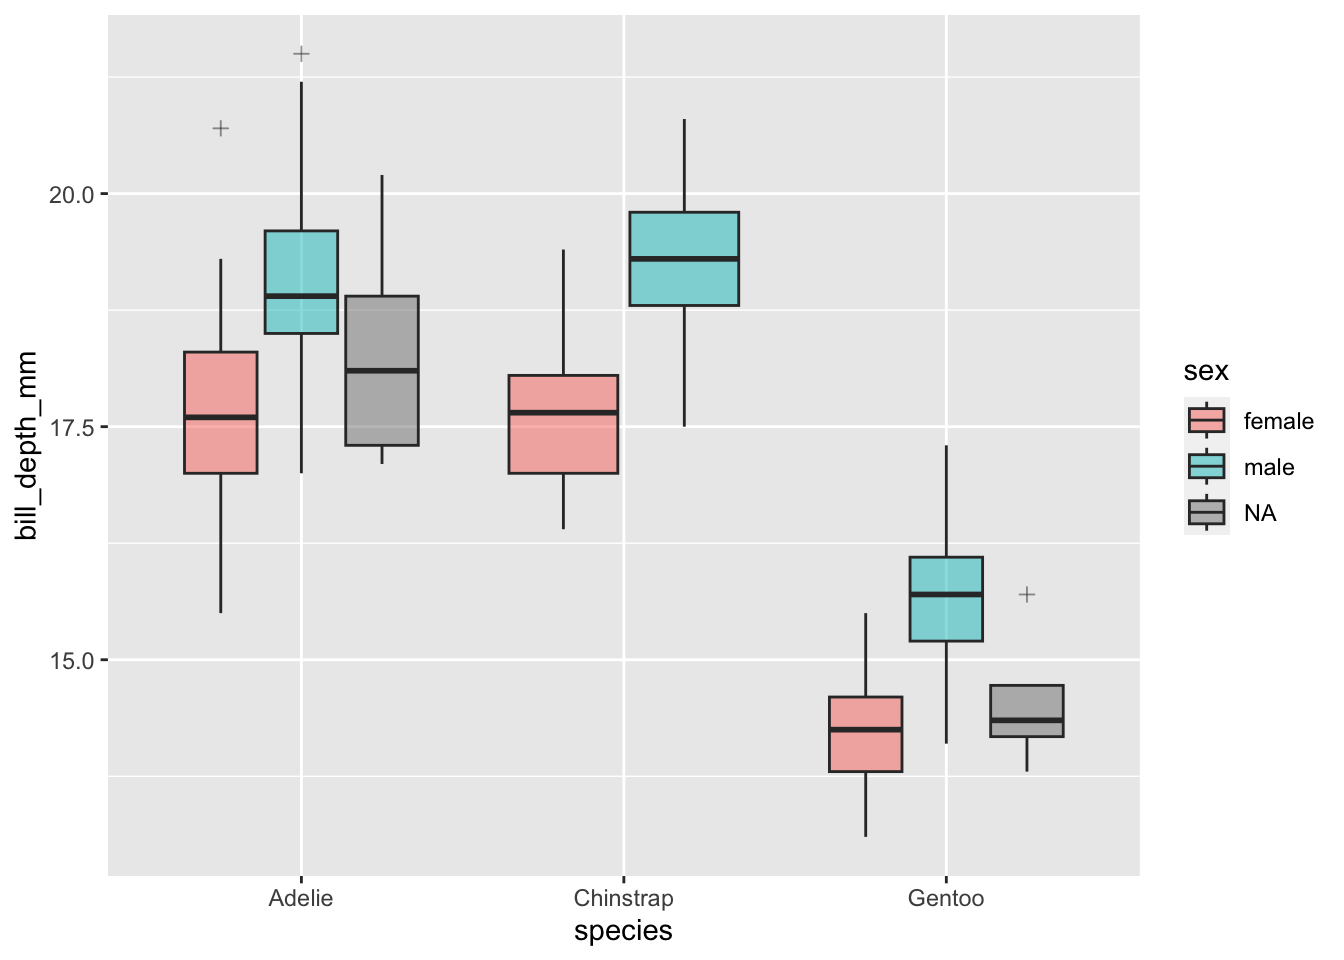 20.0
17.5
15.0
bill_depth_mm
Adelie
Chinstrap
Gentoo
species
sex
female
male
NA